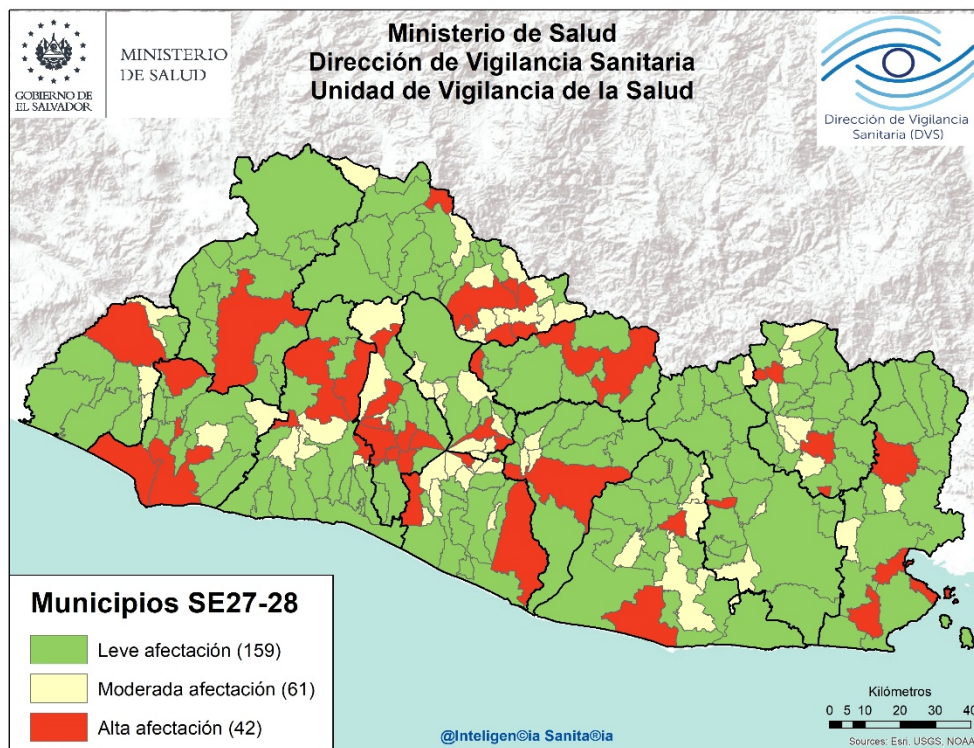 GOBIERNO DE
EL SALVADOR
MINISTERIO
DE SALUD
Ministerio de Salud
Dirección de Vigilancia Sanitaria
Unidad de Vigilancia de la Salud
Dirección de Vigilancia
Sanitaria (DVS)
Municipios SE27-28
Leve afectación (159)
Moderada afectación (61)
Alta afectación (42)
@Inteligen©ia Sanita®ia
Kilómetros
0 5 10 20 30 40
Sources: Esri, USGS, NOAA